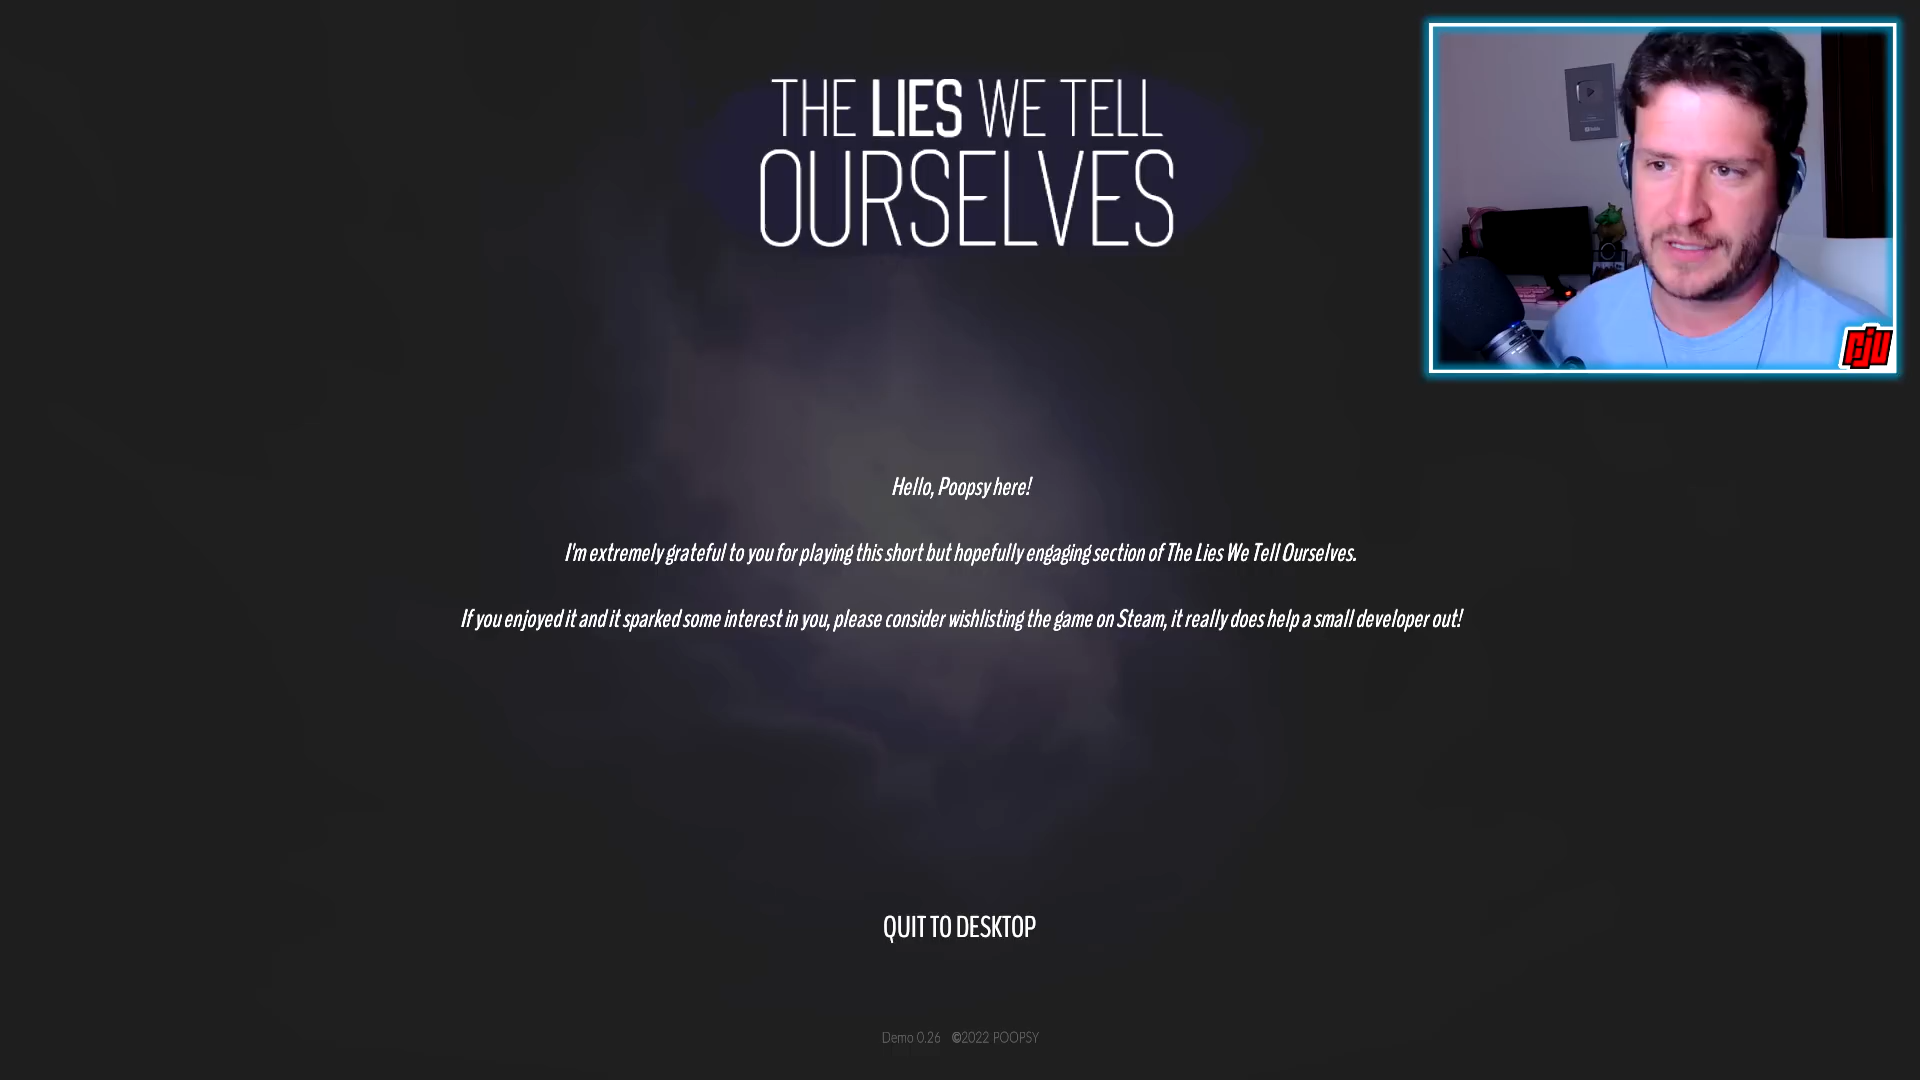 THE LIES WE TELL
OURSELVES
Hello, Poopsy here!
I'm extremely grateful to you for playing this short but hopefully engaging section of The Lies We Tell Ourselves.
If you enjoyed it and it sparked some interest in you, please consider wishlisting the game on Steam, it really does help a small developer out!
QUIT TO DESKTOP
Demo 0.26 ©2022 POOPSY